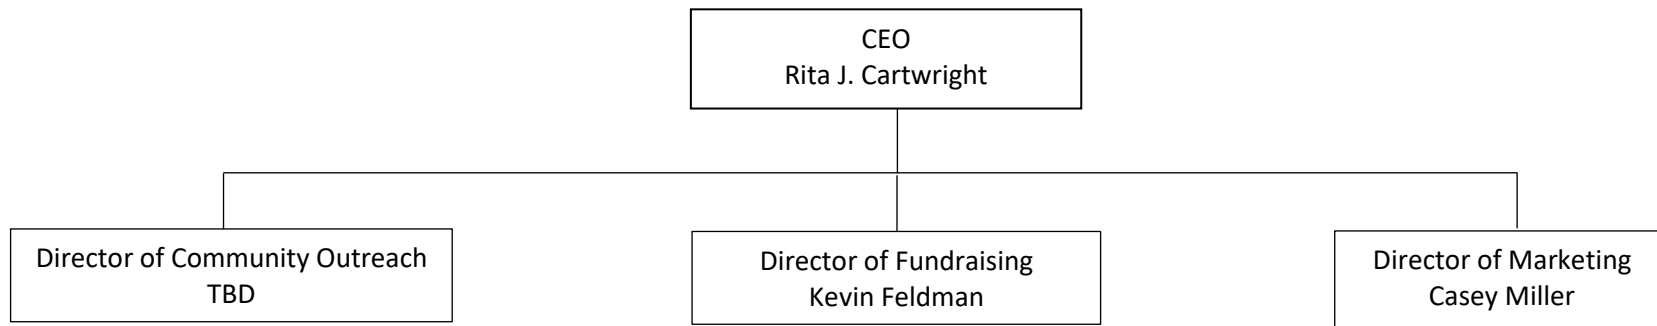 CEO
Rita J. Cartwright
Director of Community Outreach
TBD
Director of Fundraising
Kevin Feldman
Director of Marketing
Casey Miller